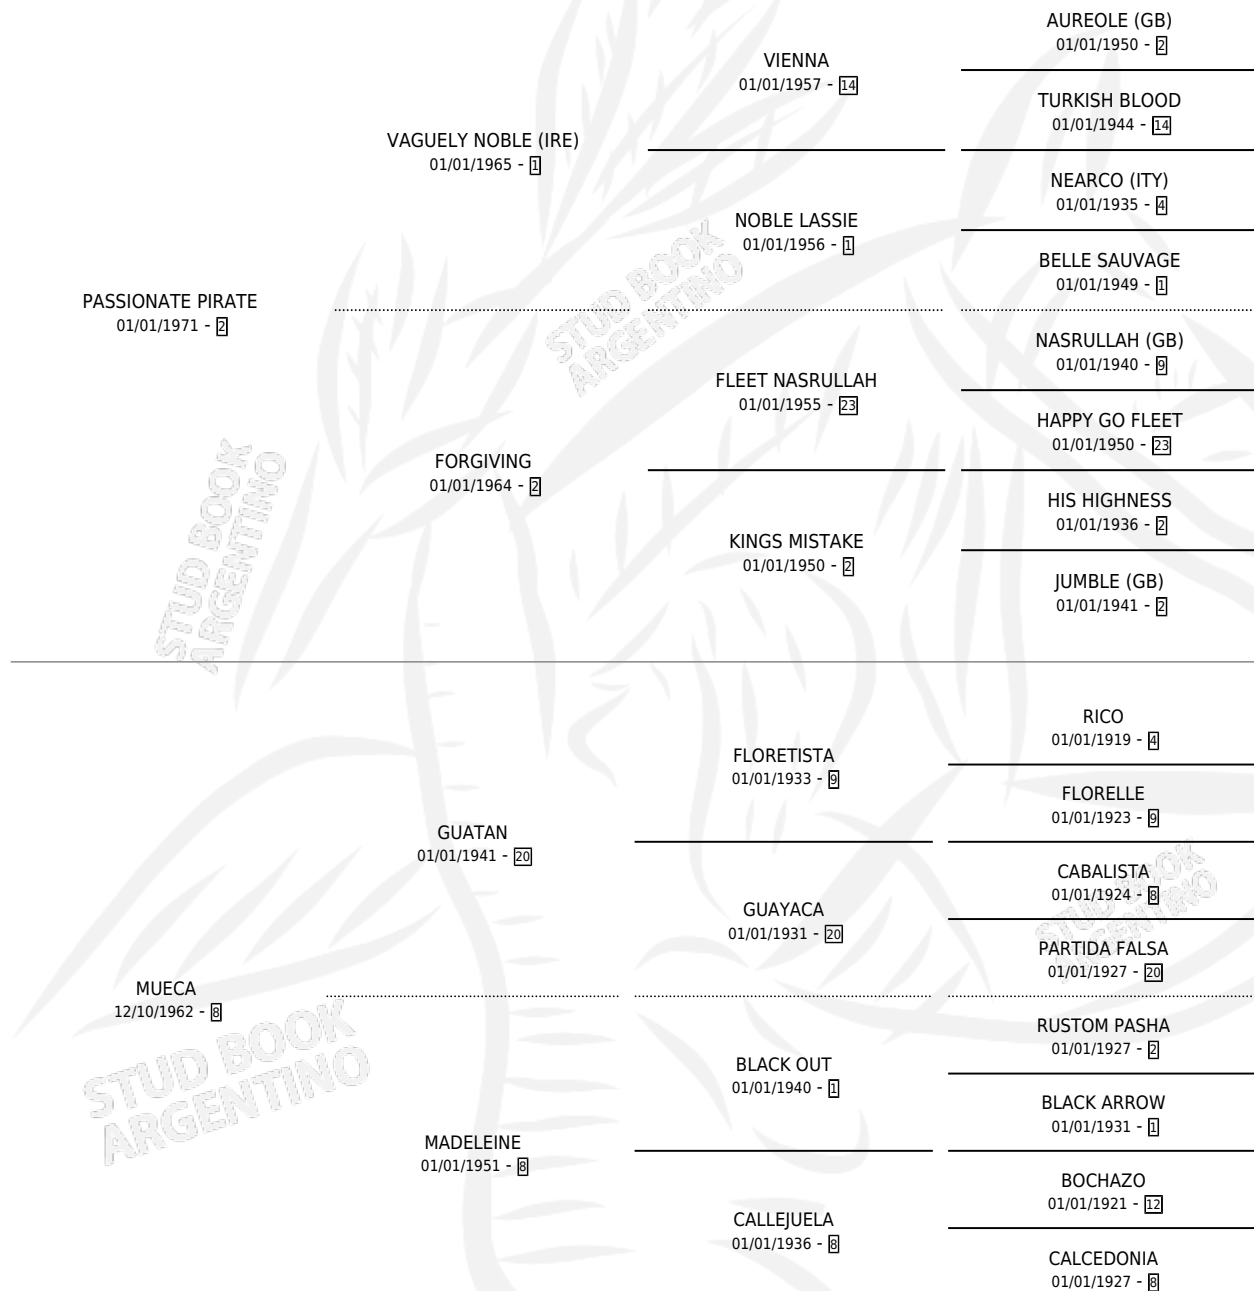 AUREOLE (GB)
01/01/1950 - 2
VIENNA
01/01/1957 - 14
TURKISH BLOOD
01/01/1944 - 14
VAGUELY NOBLE (IRE)
01/01/1965 - 1
NEARCO (ITY)
01/01/1935 - 4
NOBLE LASSIE
01/01/1956 - 1
BELLE SAUVAGE
01/01/1949 - 1
PASSIONATE PIRATE
01/01/1971 - 2
STUD BOOK
ARGENTINO
NASRULLAH (GB)
01/01/1940 - 9
FLEET NASRULLAH
01/01/1955 - 23
HAPPY GO FLEET
01/01/1950 - 23
FORGIVING
01/01/1964 - 2
HIS HIGHNESS
01/01/1936 - 2
KINGS MISTAKE
01/01/1950 - 2
JUMBLE (GB)
01/01/1941 - 2
STUD BOOK
ARGENTINO
RICO
01/01/1919 - 4
FLORETISTA
01/01/1933 - 9
FLORELLE
01/01/1923 - 9
GUATAN
01/01/1941 - 20
CABALISTA
01/01/1924 - 8
GUAYACA
01/01/1931 - 20
PARTIDA FALSA
01/01/1927 - 20
STUD BOOK
ARGENTINO
MUECA
12/10/1962 - 8
STUD BOOK
ARGENTINO
RUSTOM PASHA
01/01/1927 - 2
BLACK OUT
01/01/1940 - 1
BLACK ARROW
01/01/1931 - 1
MADELEINE
01/01/1951 - 8
BOCHAZO
01/01/1921 - 12
CALLEJUELA
01/01/1936 - 8
CALCEDONIA
01/01/1927 - 8